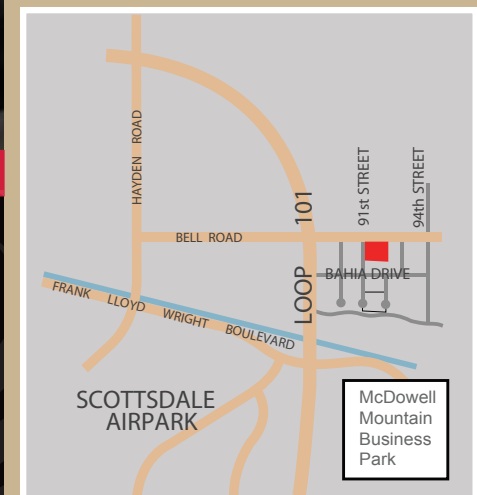 HAYDEN ROAD
91st STREET
94th STREET
LOOP 101
BELL ROAD
BAHIA DRIVE
FRANK LLOYD WRIGHT BOULEVARD
SCOTTSDALE
AIRPARK
McDowell
Mountain
Business
Park